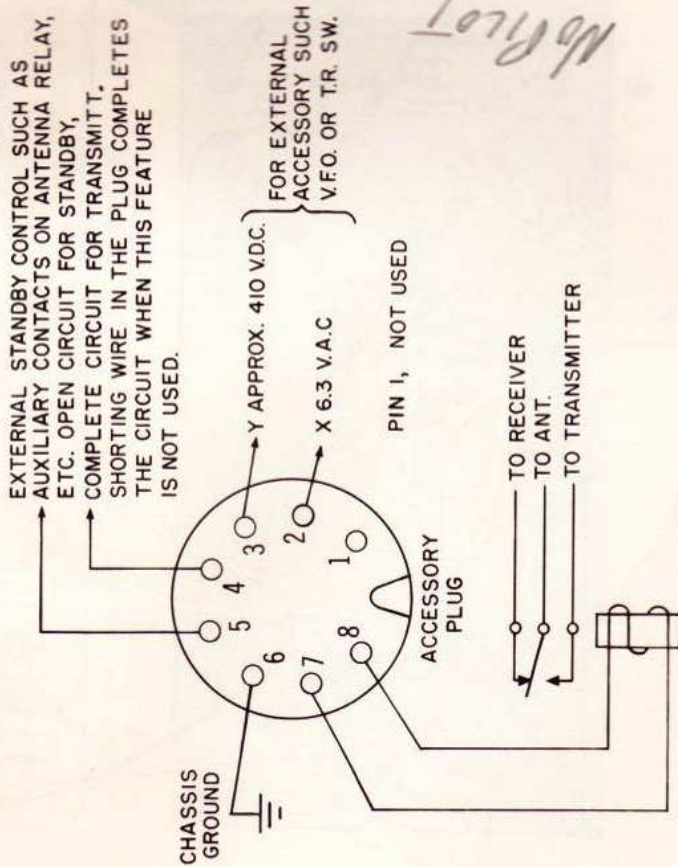 EXTERNAL STANDBY CONTROL SUCH AS
AUXILIARY CONTACTS ON ANTENNA RELAY,
ETC. OPEN CIRCUIT FOR STANDBY,
COMPLETE CIRCUIT FOR TRANSMITT.
SHORTING WIRE IN THE PLUG COMPLETES
THE CIRCUIT WHEN THIS FEATURE
IS NOT USED.
No PILOT
CHASSIS
GROUND
5
4
6
3
7
2
8
1
Y APPROX. 410 V.D.C.
X 6.3 V.A.C
FOR EXTERNAL
ACCESSORY SUCH
V.F.O. OR T.R. SW.
PIN 1, NOT USED
ACCESSORY
PLUG
TO RECEIVER
TO ANT.
TO TRANSMITTER